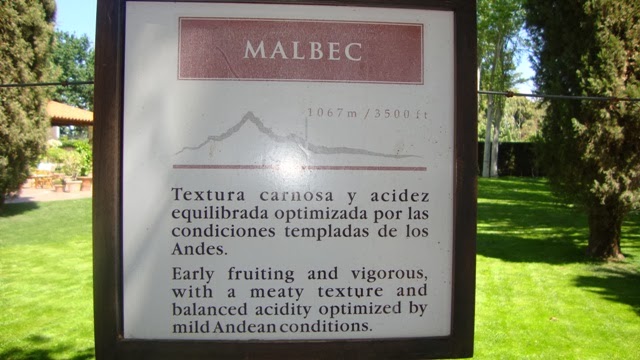 MALBEC
1067m / 3500 ft
Textura carnosa y acidez
equilibrada optimizada por las
condiciones templadas de los
Andes.
Early fruiting and vigorous,
with a meaty texture and
balanced acidity optimized by
mild Andean conditions.